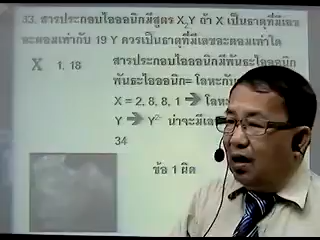 33. สารประกอบไอออนิกมีสูตร X₂Y ถ้า X เป็นธาตุที่มีเลข
อะตอมเท่ากับ 19 Y ควรเป็นธาตุที่มีเลขอะตอมเท่าใด
X 1, 18 สารประกอบไอออนิกมีพันธะไอออนิก
พันธะไอออนิก= โลหะกับ
X = 2, 8, 8, 1 ➔ โลห
Y ➔ Y²⁻ น่าจะมีเล
34
ข้อ 1 ผิด